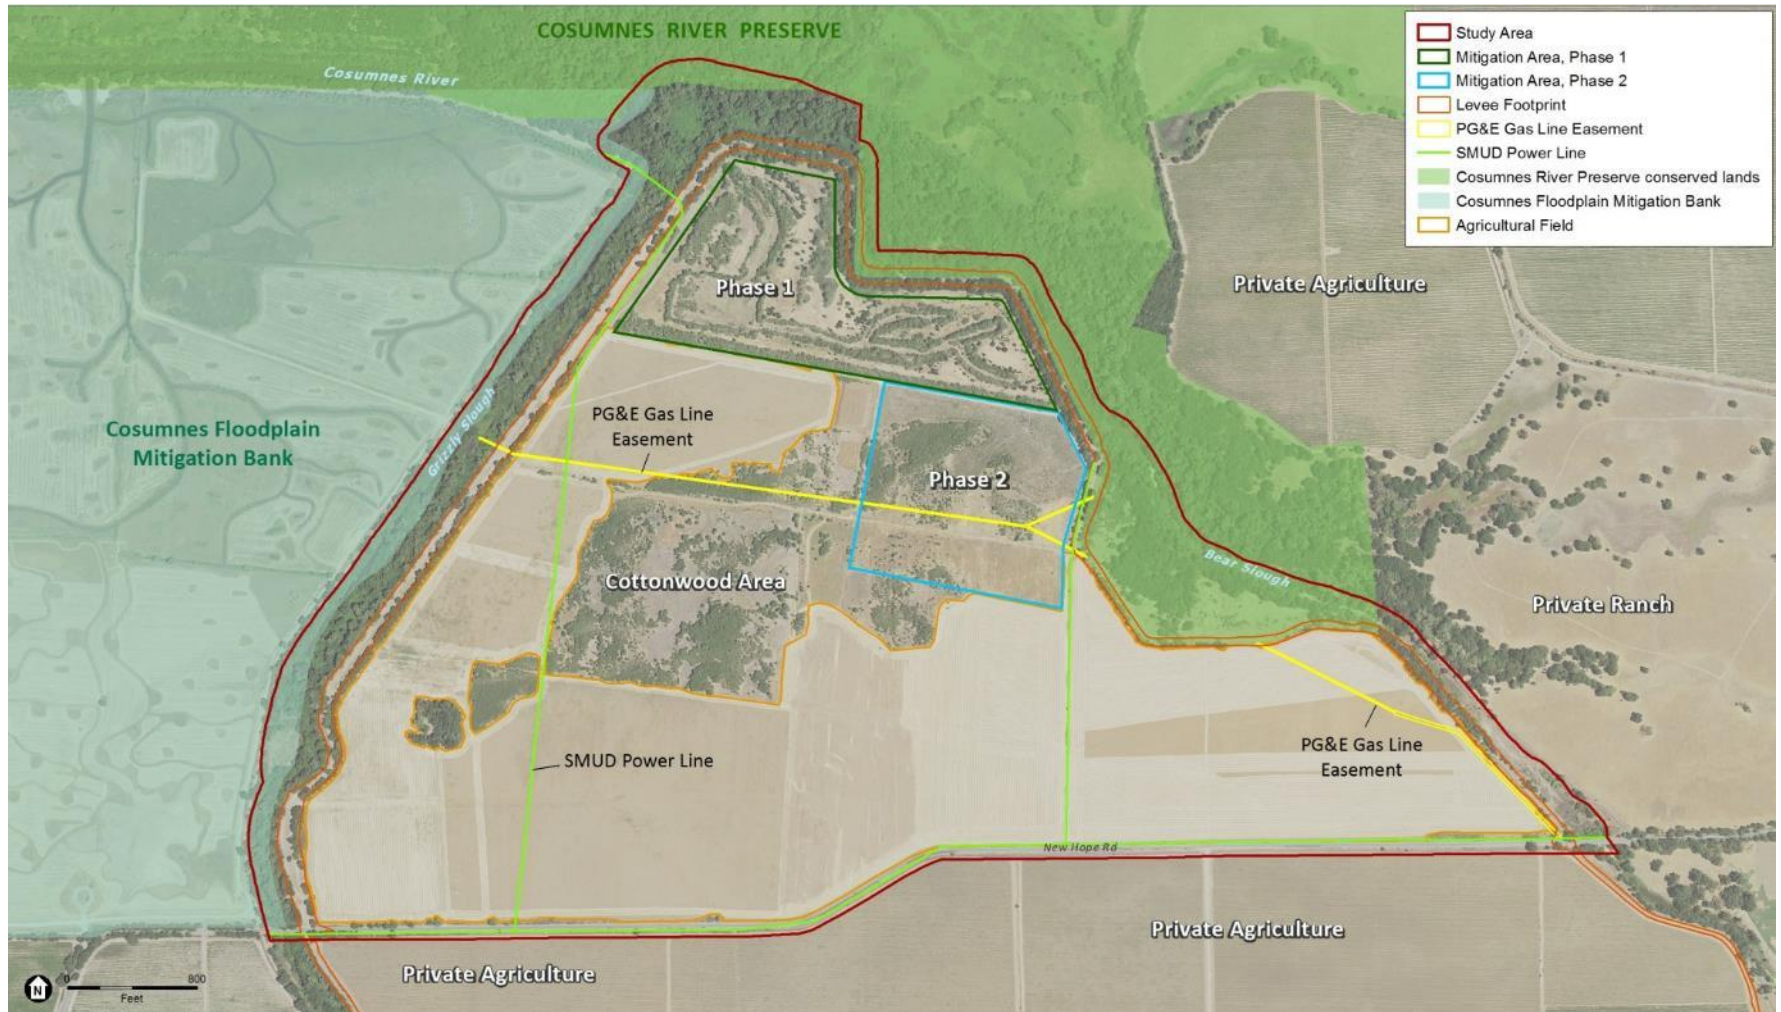 COSUMNES RIVER PRESERVE
Cosumnes River
Study Area
Mitigation Area, Phase 1
Mitigation Area, Phase 2
Levee Footprint
PG&E Gas Line Easement
SMUD Power Line
Cosumnes River Preserve conserved lands
Cosumnes Floodplain Mitigation Bank
Agricultural Field
Phase 1
Private Agriculture
PG&E Gas Line
Easement
Grizzly Slough
Cosumnes Floodplain
Mitigation Bank
Phase 2
Cottonwood Area
Bear Slough
Private Ranch
SMUD Power Line
PG&E Gas Line
Easement
New Hope Rd
Private Agriculture
Private Agriculture
N
0
800
Feet